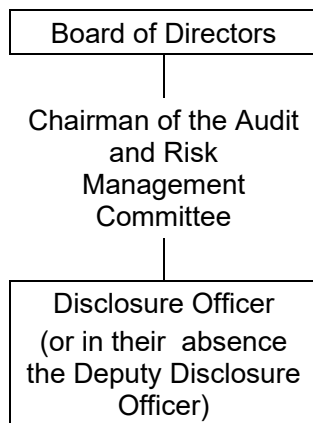 Board of Directors
Chairman of the Audit
and Risk
Management
Committee
Disclosure Officer
(or in their absence
the Deputy Disclosure
Officer)